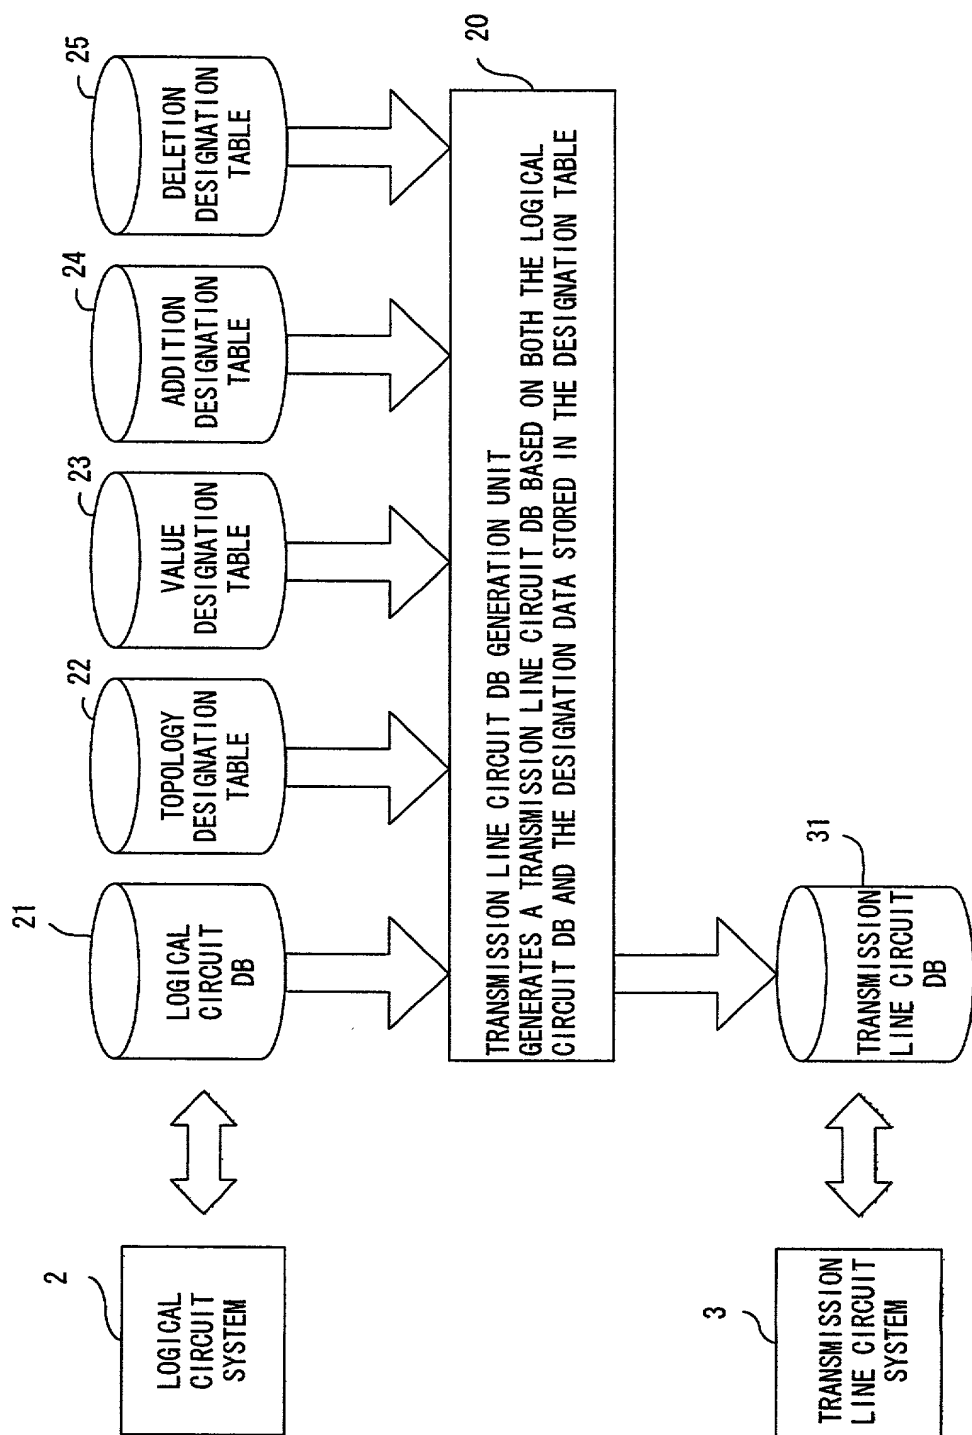 2
LOGICAL
CIRCUIT
SYSTEM
21
LOGICAL
CIRCUIT
DB
22
TOPOLOGY
DESIGNATION
TABLE
23
VALUE
DESIGNATION
TABLE
24
ADDITION
DESIGNATION
TABLE
25
DELETION
DESIGNATION
TABLE
20
TRANSMISSION LINE CIRCUIT DB GENERATION UNIT
GENERATES A TRANSMISSION LINE CIRCUIT DB BASED ON BOTH THE LOGICAL
CIRCUIT DB AND THE DESIGNATION DATA STORED IN THE DESIGNATION TABLE
3
TRANSMISSION
LINE CIRCUIT
SYSTEM
31
TRANSMISSION
LINE CIRCUIT
DB